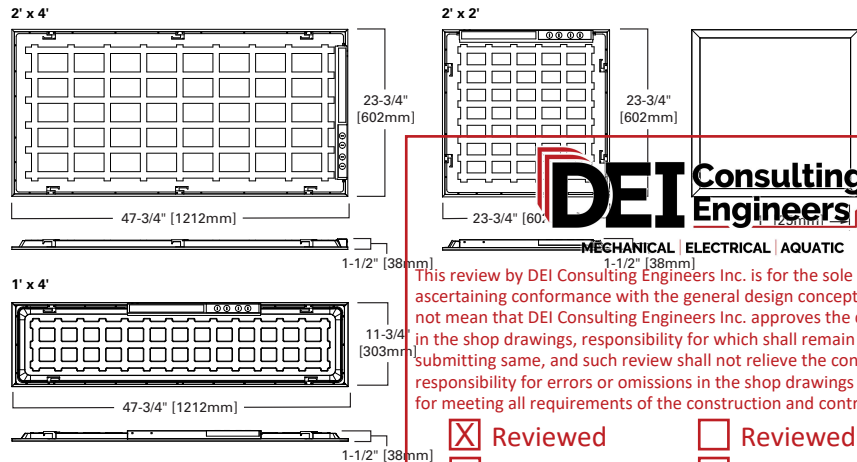 2' x 4'
23-3/4"
[602mm]
47-3/4" [1212mm]
1-1/2" [38mm]
2' x 2'
23-3/4"
[602mm]
23-3/4"
1-1/2" [38mm]
1' x 4'
11-3/4"
[303mm]
47-3/4" [1212mm]
1-1/2" [38mm]
DEI Consulting
Engineers
MECHANICAL | ELECTRICAL | AQUATIC
This review by DEI Consulting Engineers Inc. is for the sole
ascertaining conformance with the general design concept
not mean that DEI Consulting Engineers Inc. approves the
in the shop drawings, responsibility for which shall remain
submitting same, and such review shall not relieve the
responsibility for errors or omissions in the shop drawings
for meeting all requirements of the construction and
X Reviewed
Reviewed